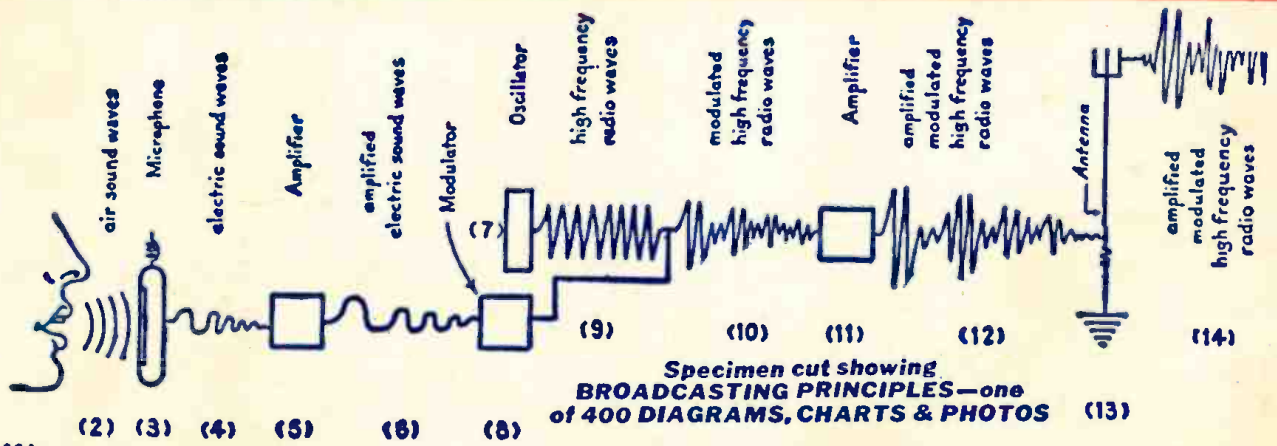 air sound waves
Microphone
electric sound waves
Amplifier
amplified
electric sound waves
Modulator
Oscillator
high frequency
radio waves
modulated
high frequency
radio waves
Amplifier
amplified
modulated
high frequency
radio waves
Antenna
amplified
modulated
high frequency
radio waves
(7)
(9)
(10)
(11)
(12)
(14)
Specimen cut showing
BROADCASTING PRINCIPLES—one
of 400 DIAGRAMS, CHARTS & PHOTOS
(13)
(2)
(3)
(4)
(5)
(6)
(8)